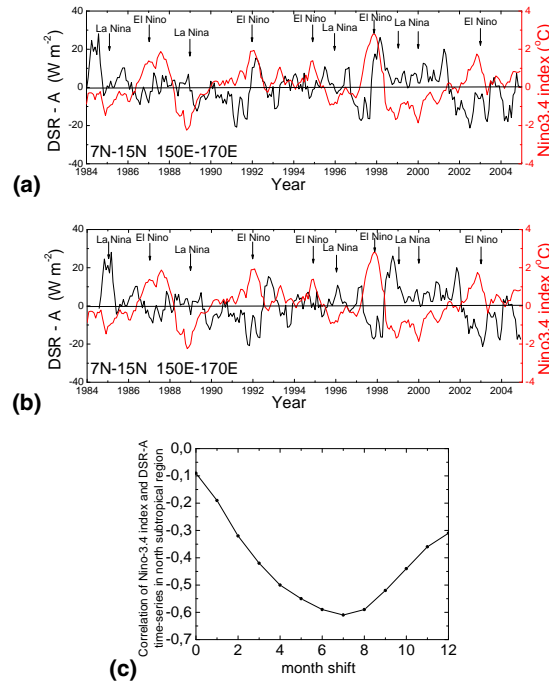 La Nina El Nino La Nina El Nino El Nino La Nina El Nino La Nina El Nino
40 20 0 -20 -40
DSR - A (W m-2)
4 2 0 -2 -4
Nino3.4 index (oC)
7N-15N 150E-170E
1984 1986 1988 1990 1992 1994 1996 1998 2000 2002 2004
Year
(a)
La Nina El Nino La Nina El Nino El Nino La Nina El Nino La Nina El Nino
40 20 0 -20 -40
DSR - A (W m-2)
4 2 0 -2 -4
Nino3.4 index (oC)
7N-15N 150E-170E
1984 1986 1988 1990 1992 1994 1996 1998 2000 2002 2004
Year
(b)
Correlation of Nino-3.4 index and DSR-A
time-series in north subtropical region
0,0
-0,1
-0,2
-0,3
-0,4
-0,5
-0,6
-0,7
0 2 4 6 8 10 12
month shift
(c)